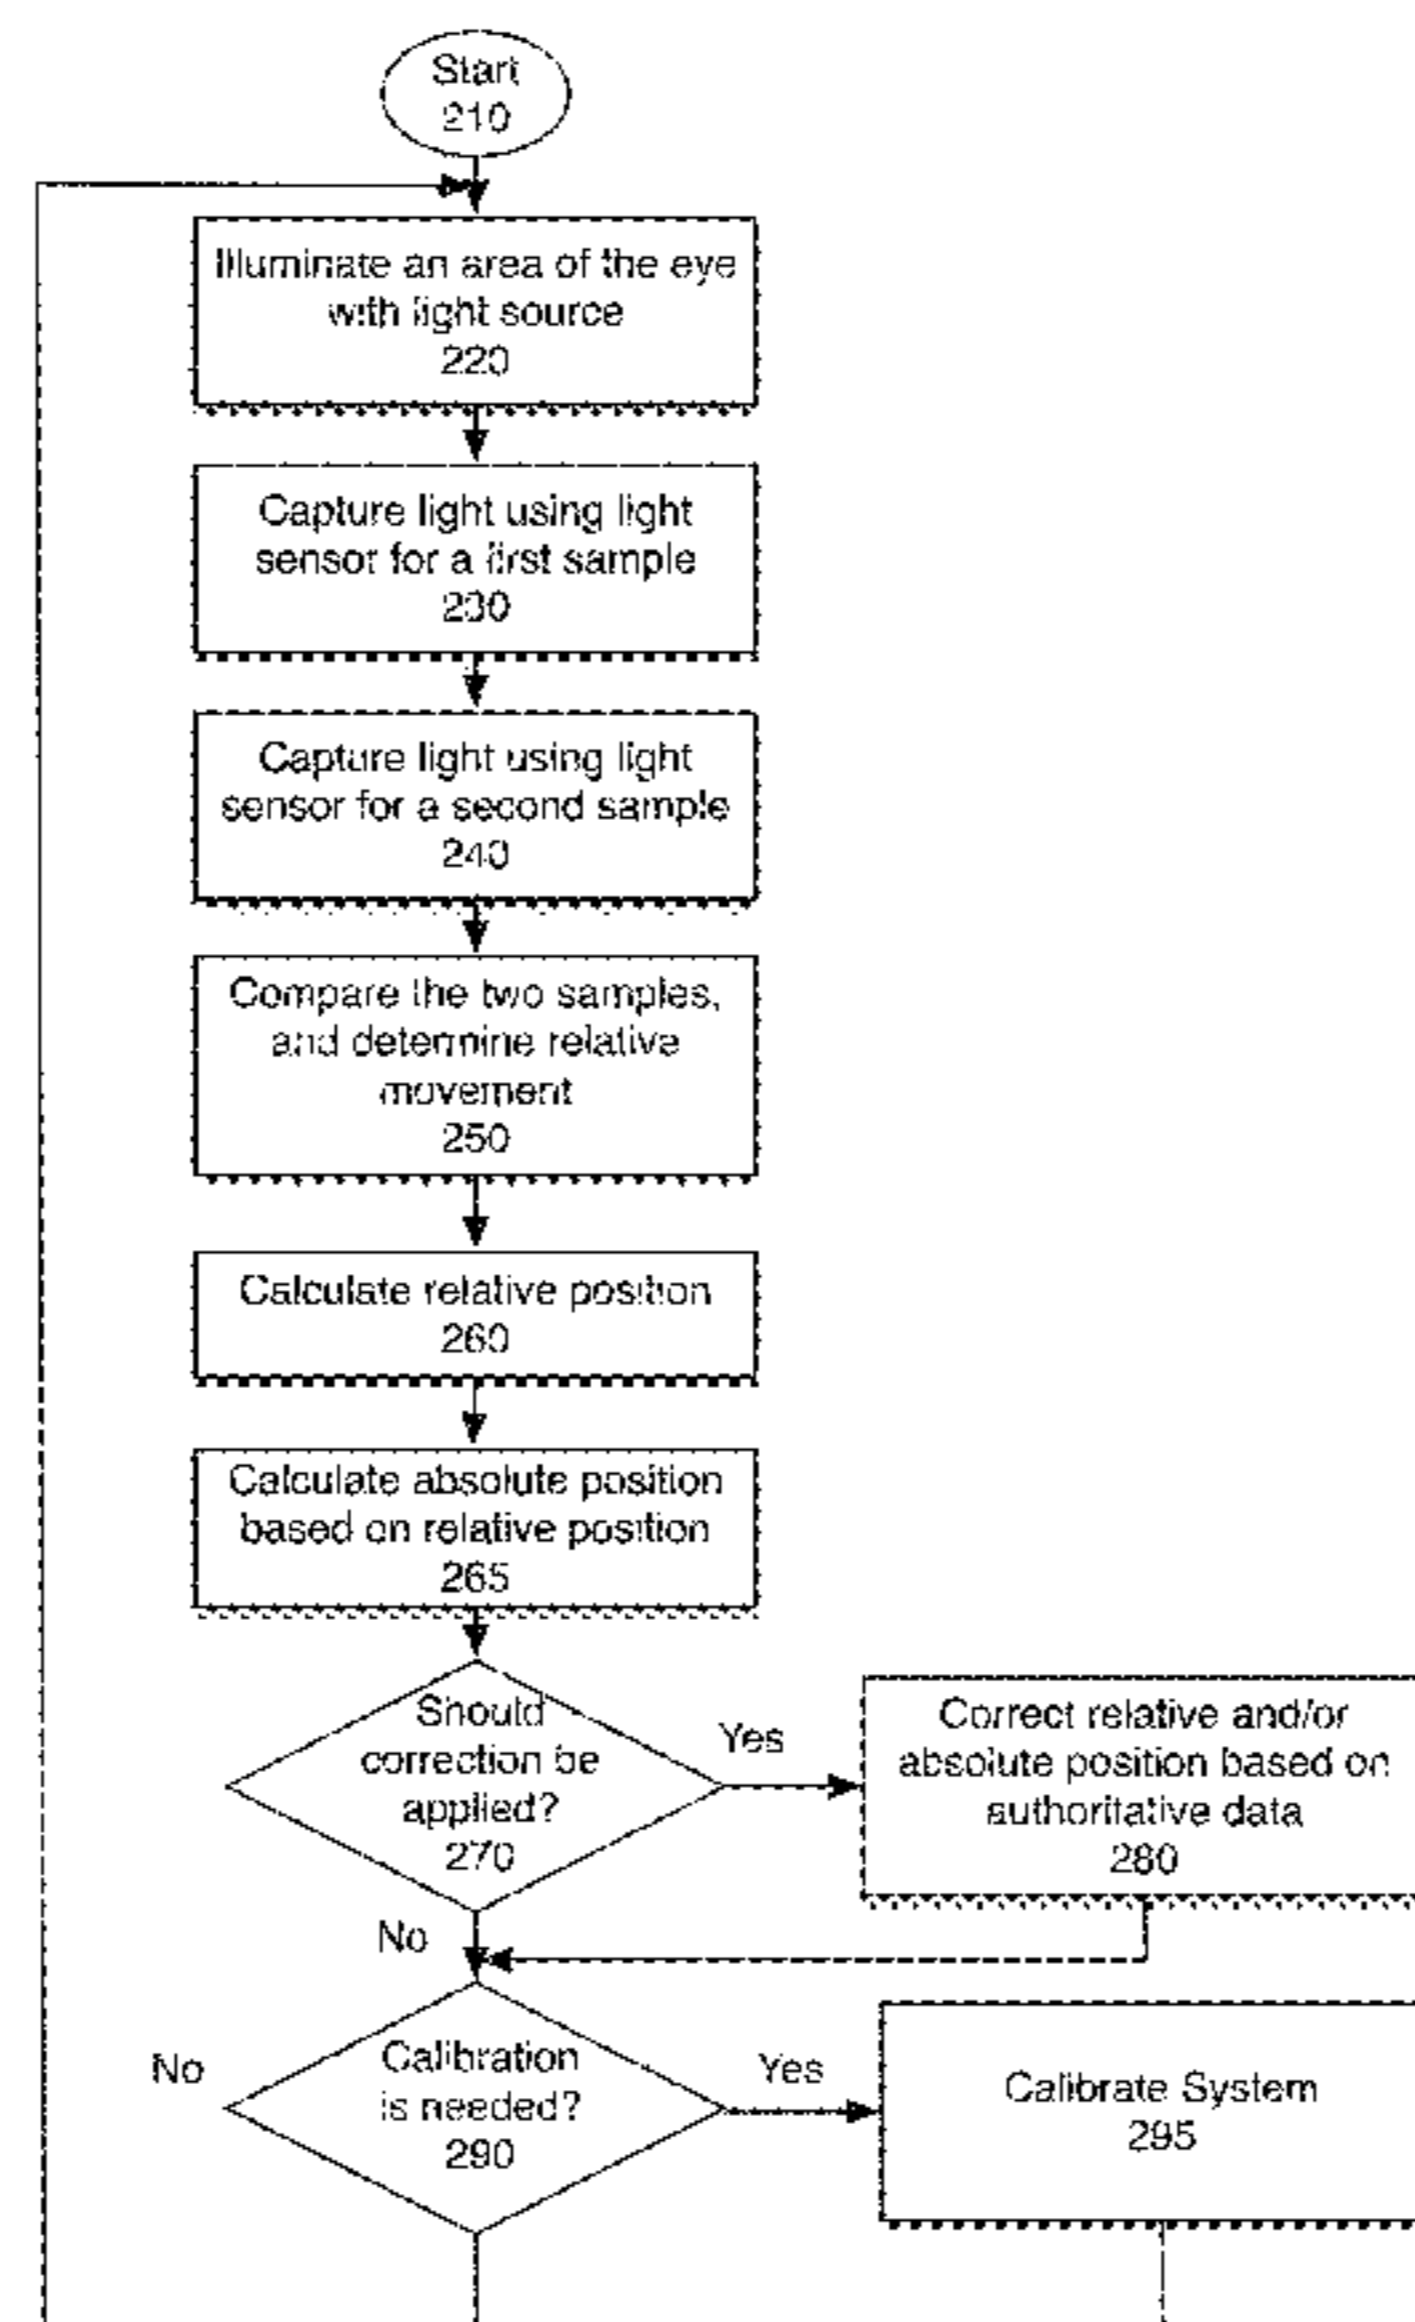 Start
210
Illuminate an area of the eye
with light source
220
Capture light using light
sensor for a first sample
230
Capture light using light
sensor for a second sample
240
Compare the two samples,
and determine relative
movement
250
Calculate relative position
260
Calculate absolute position
based on relative position
265
Should
correction be
applied?
270
Yes
Correct relative and/or
absolute position based on
authoritative data
280
No
Calibration
is needed?
290
No
Yes
Calibrate System
295